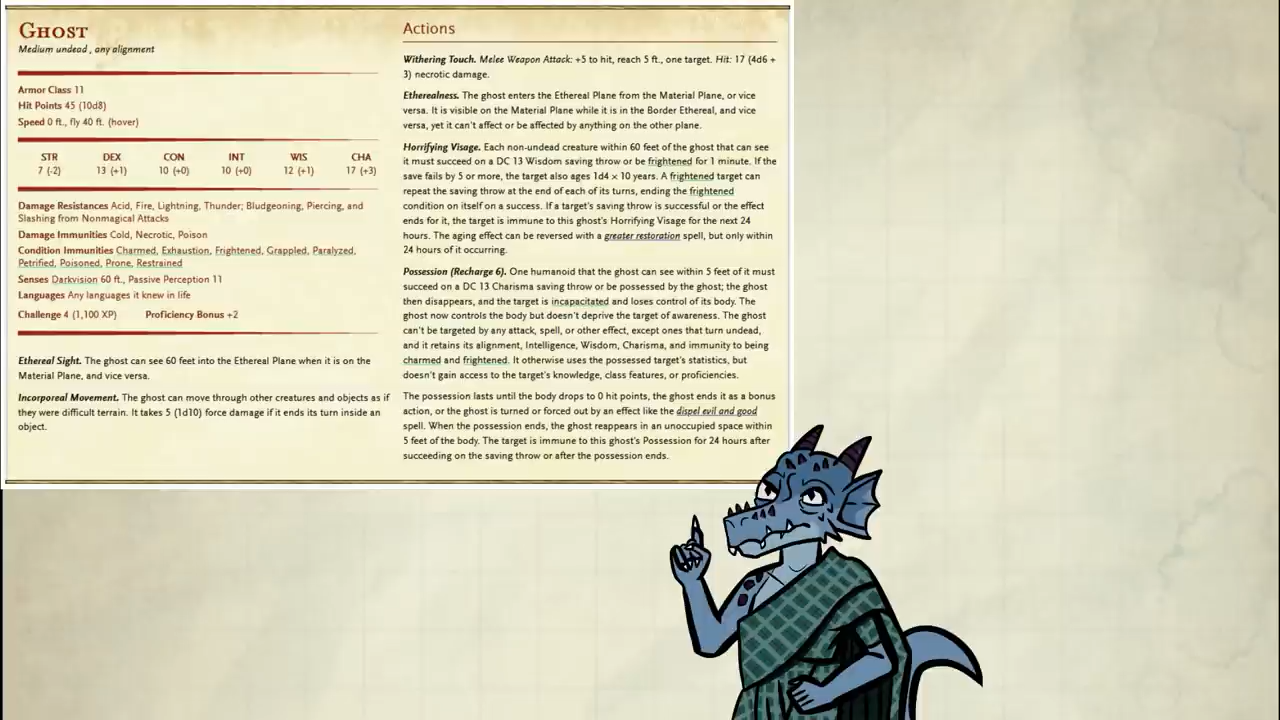 Ghost
Medium undead , any alignment
Armor Class 11
Hit Points 45 (10d8)
Speed 0 ft., fly 40 ft. (hover)
STR DEX CON INT WIS CHA
7 (-2) 13 (+1) 10 (+0) 10 (+0) 12 (+1) 17 (+3)
Damage Resistances Acid, Fire, Lightning, Thunder; Bludgeoning, Piercing, and
Slashing from Nonmagical Attacks
Damage Immunities Cold, Necrotic, Poison
Condition Immunities Charmed, Exhaustion, Frightened, Grappled, Paralyzed,
Petrified, Poisoned, Prone, Restrained
Senses Darkvision 60 ft., Passive Perception 11
Languages Any languages it knew in life
Challenge 4 (1,100 XP) Proficiency Bonus +2
Ethereal Sight. The ghost can see 60 feet into the Ethereal Plane when it is on the
Material Plane, and vice versa.
Incorporeal Movement. The ghost can move through other creatures and objects as if
they were difficult terrain. It takes 5 (1d10) force damage if it ends its turn inside an
object.
Actions
Withering Touch. Melee Weapon Attack: +5 to hit, reach 5 ft., one target. Hit: 17 (4d6 +
3) necrotic damage.
Etherealness. The ghost enters the Ethereal Plane from the Material Plane, or vice
versa. It is visible on the Material Plane while it is in the Border Ethereal, and vice
versa, yet it can't affect or be affected by anything on the other plane.
Horrifying Visage. Each non-undead creature within 60 feet of the ghost that can see
it must succeed on a DC 13 Wisdom saving throw or be frightened for 1 minute. If the
save fails by 5 or more, the target also ages 1d4 × 10 years. A frightened target can
repeat the saving throw at the end of each of its turns, ending the frightened
condition on itself on a success. If a target's saving throw is successful or the effect
ends for it, the target is immune to this ghost's Horrifying Visage for the next 24
hours. The aging effect can be reversed with a greater restoration spell, but only within
24 hours of it occurring.
Possession (Recharge 6). One humanoid that the ghost can see within 5 feet of it must
succeed on a DC 13 Charisma saving throw or be possessed by the ghost; the ghost
then disappears, and the target is incapacitated and loses control of its body. The
ghost now controls the body but doesn't deprive the target of awareness. The ghost
can't be targeted by any attack, spell, or other effect, except ones that turn undead,
and it retains its alignment, Intelligence, Wisdom, Charisma, and immunity to being
charmed and frightened. It otherwise uses the possessed target's statistics, but
doesn't gain access to the target's knowledge, class features, or proficiencies.
The possession lasts until the body drops to 0 hit points, the ghost ends it as a bonus
action, or the ghost is turned or forced out by an effect like the dispel evil and good
spell. When the possession ends, the ghost reappears in an unoccupied space within
5 feet of the body. The target is immune to this ghost's Possession for 24 hours after
succeeding on the saving throw or after the possession ends.